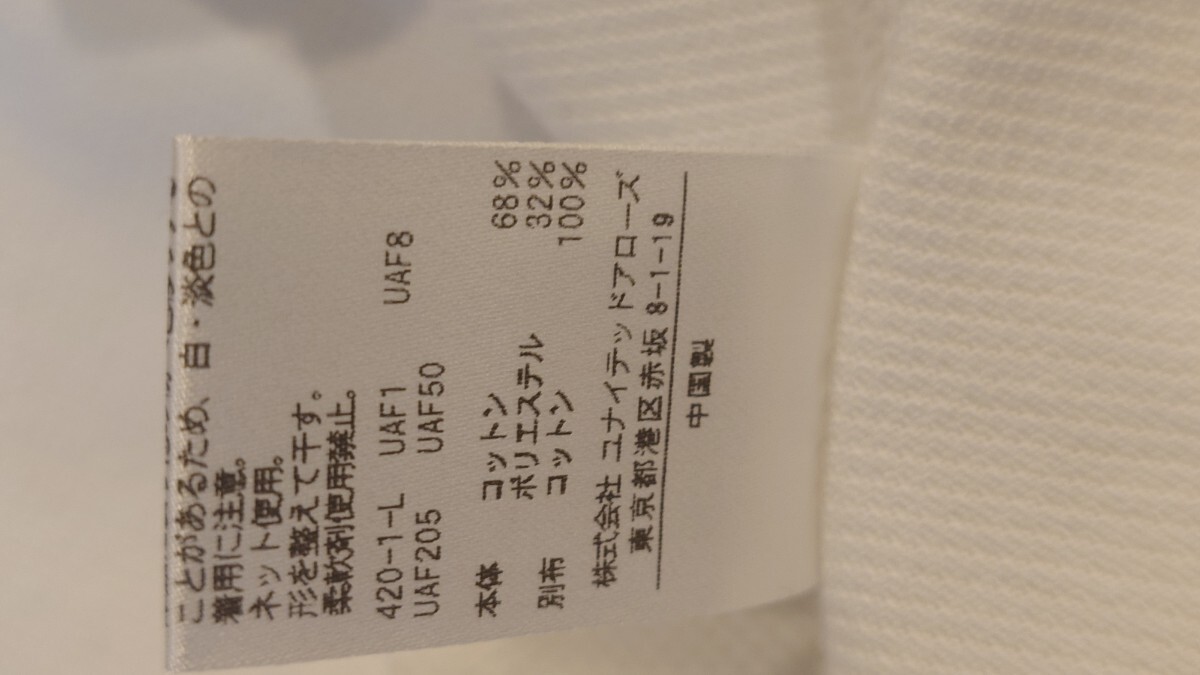 ことがあるため、白・淡色との
着用に注意。
ネット使用。
形を整えて干す。
柔軟剤使用禁止。
420-1-L UAF1 UAF8
UAF205 UAF50
本体 コットン 68%
ポリエステル 32%
別布 コットン 100%
株式会社 ユナイテッドアローズ
東京都港区赤坂 8-1-19
中国製